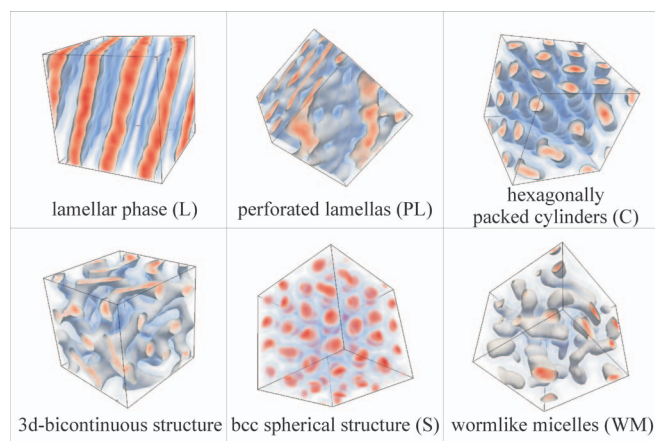 lamellar phase (L)
perforated lamellas (PL)
hexagonally
packed cylinders (C)
3d-bicontinuous structure
bcc spherical structure (S)
wormlike micelles (WM)